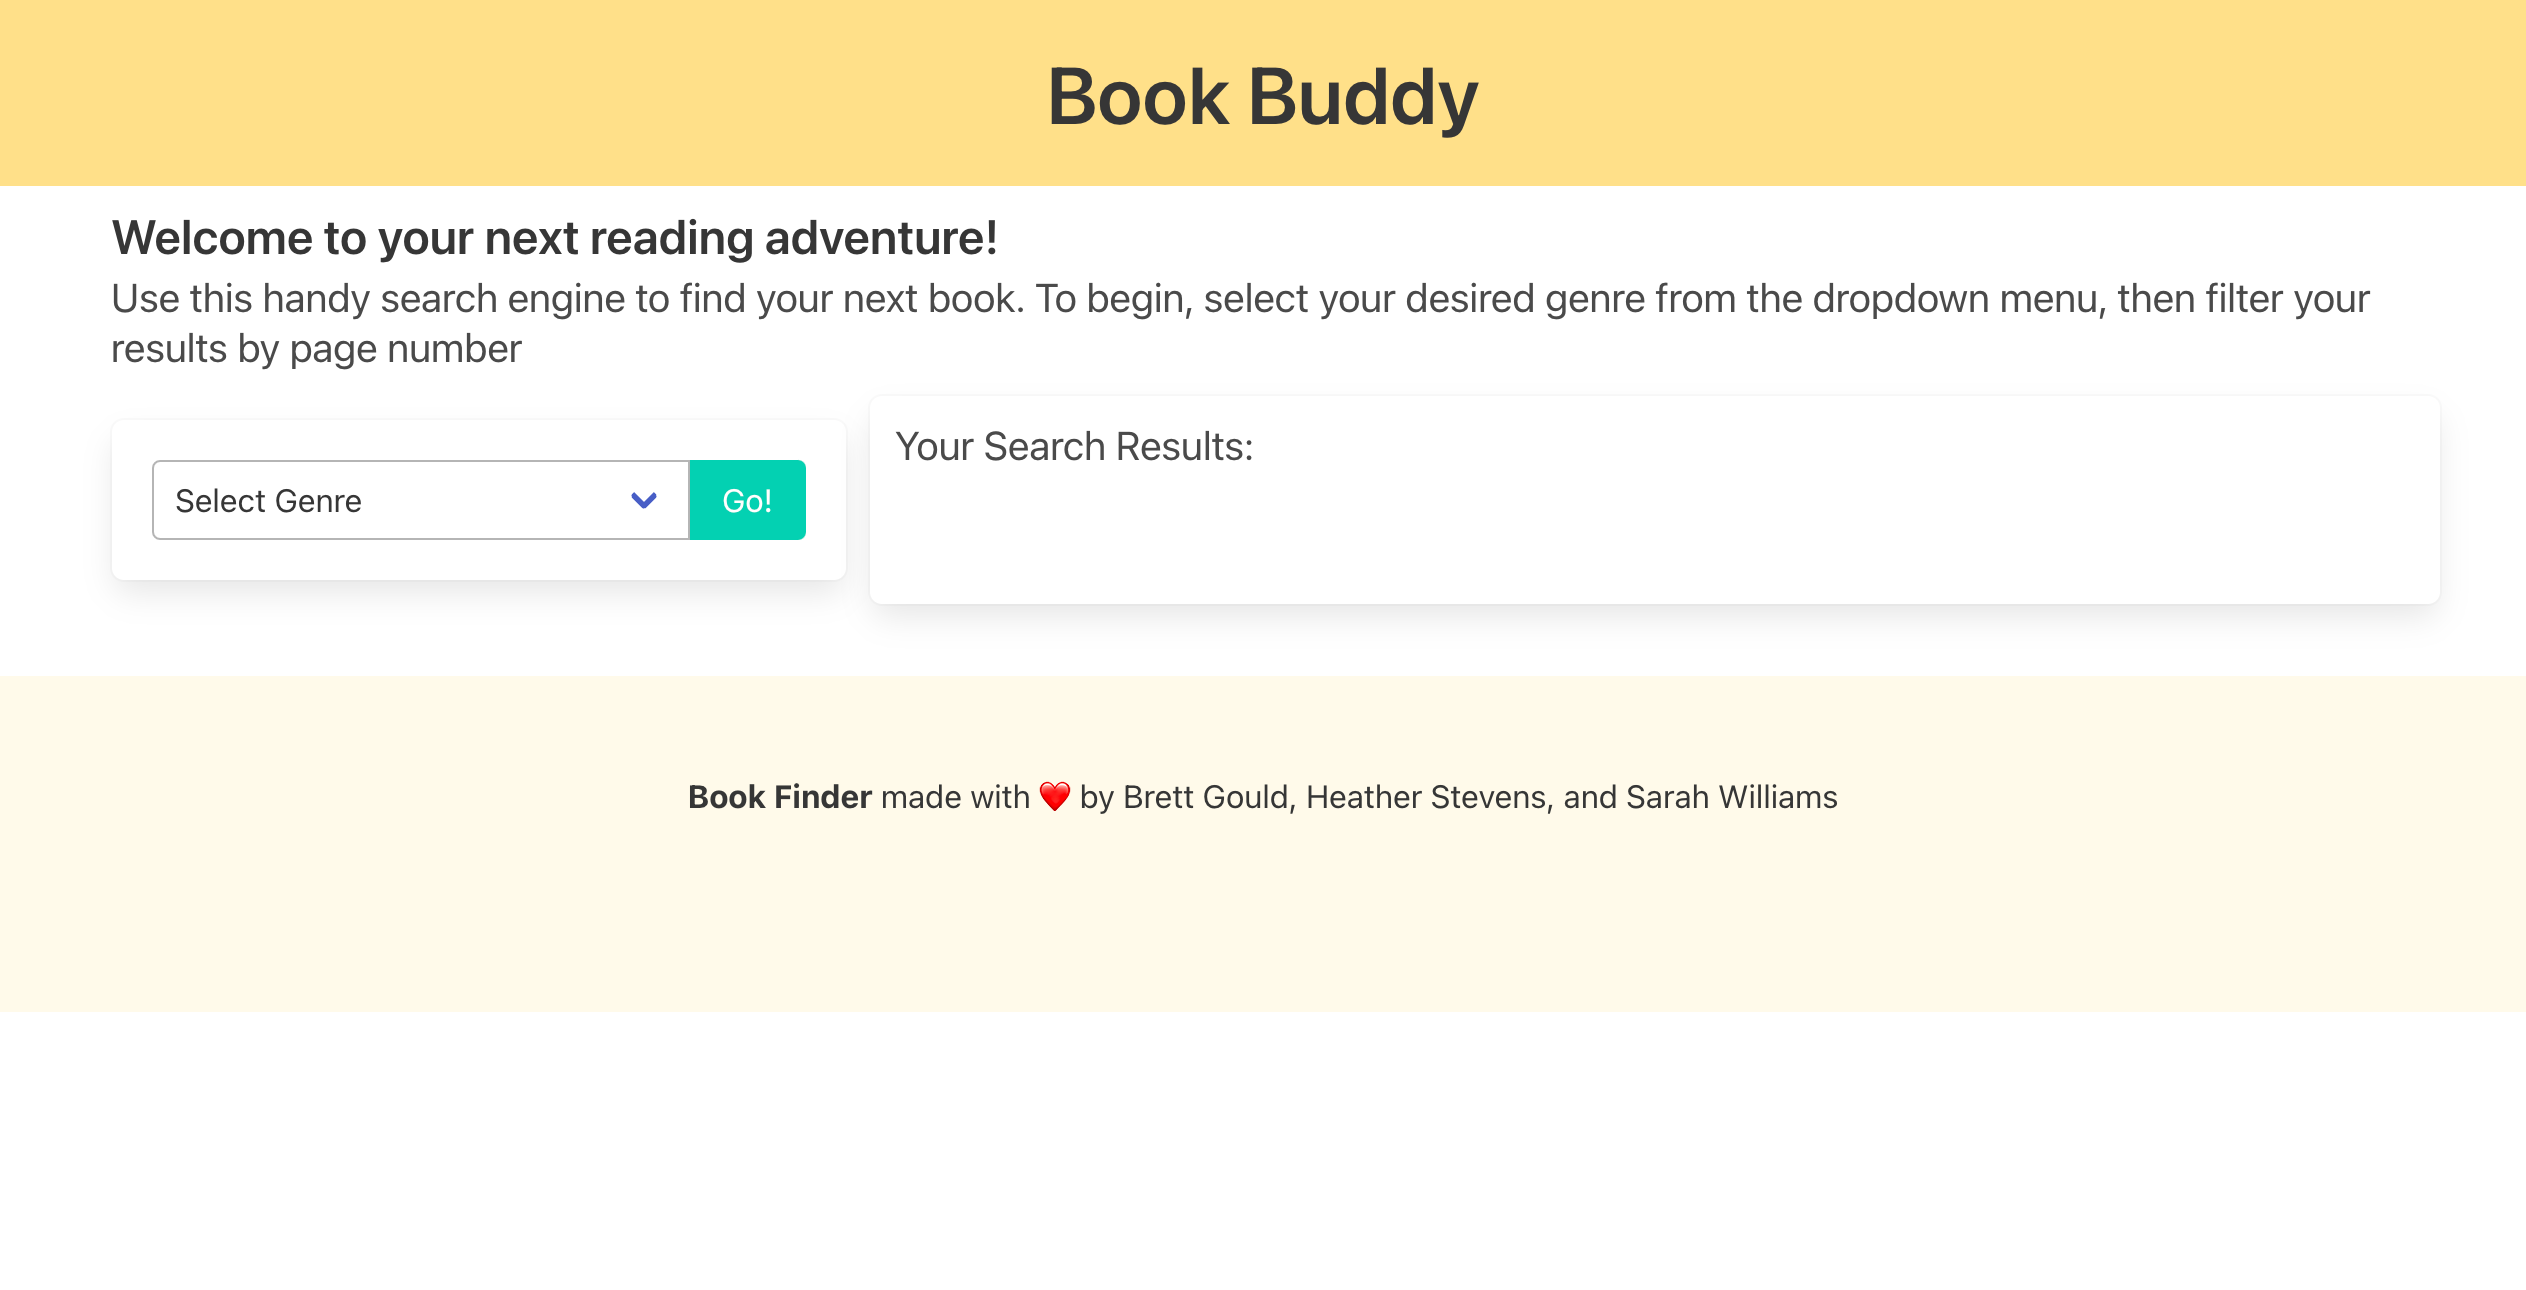 Book Buddy
Welcome to your next reading adventure!
Use this handy search engine to find your next book. To begin, select your desired genre from the dropdown menu, then filter your
results by page number
Select Genre
Go!
Your Search Results:
Book Finder made with ❤️ by Brett Gould, Heather Stevens, and Sarah Williams